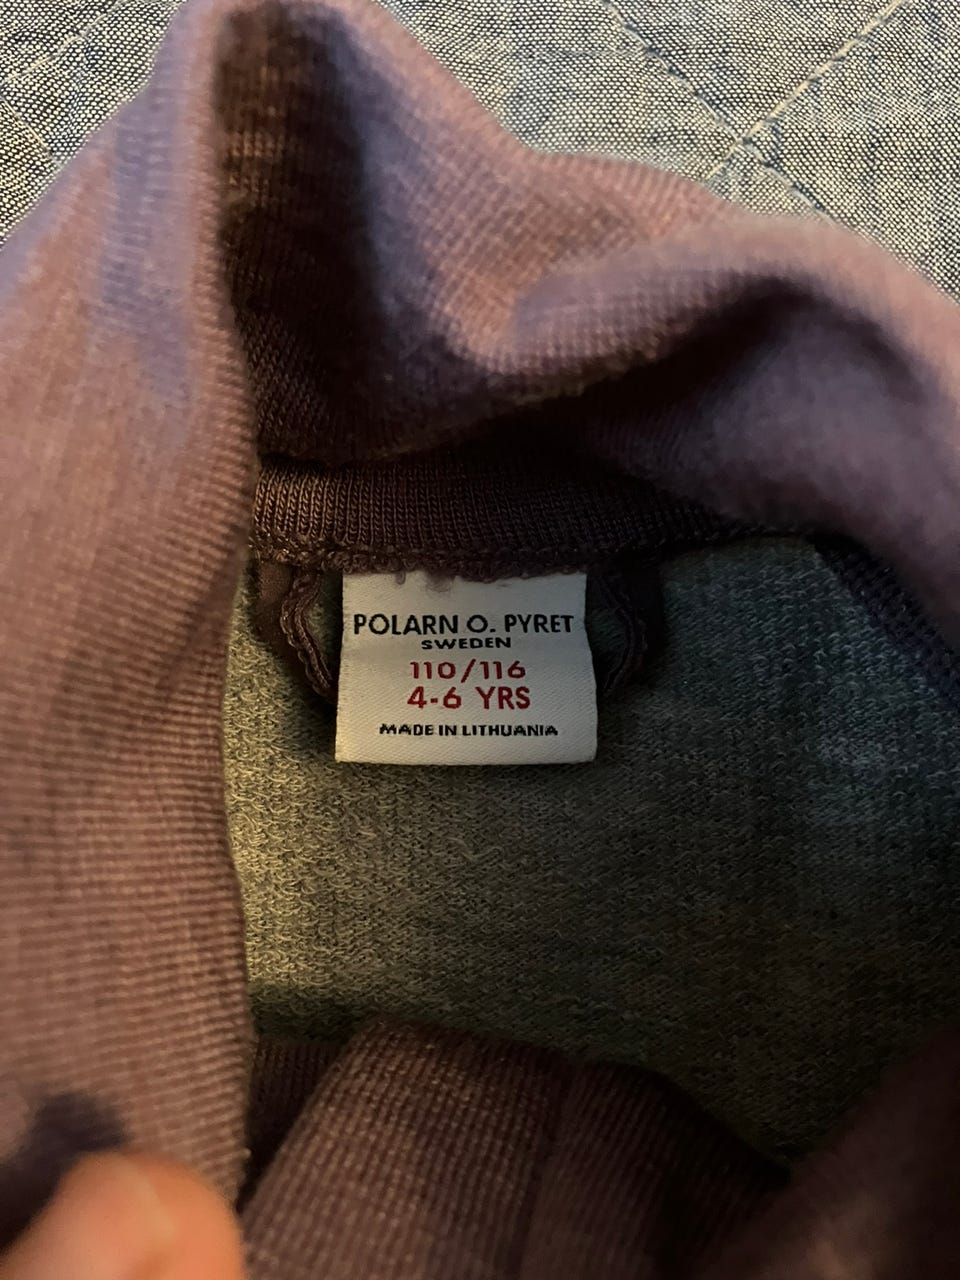 POLARN O. PYRET
SWEDEN
110/116
4-6 YRS
MADE IN LITHUANIA